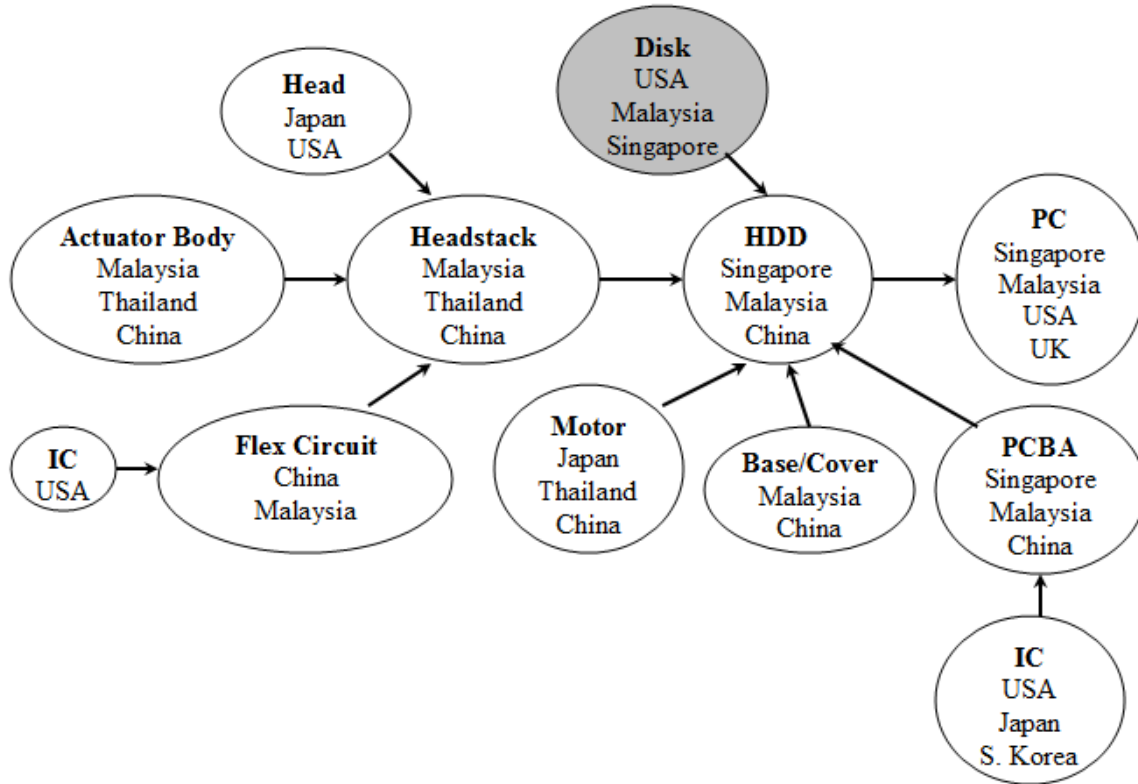 Disk
USA
Malaysia
Singapore
Head
Japan
USA
Actuator Body
Malaysia
Thailand
China
Headstack
Malaysia
Thailand
China
HDD
Singapore
Malaysia
China
PC
Singapore
Malaysia
USA
UK
IC
USA
Flex Circuit
China
Malaysia
Motor
Japan
Thailand
China
Base/Cover
Malaysia
China
PCBA
Singapore
Malaysia
China
IC
USA
Japan
S. Korea